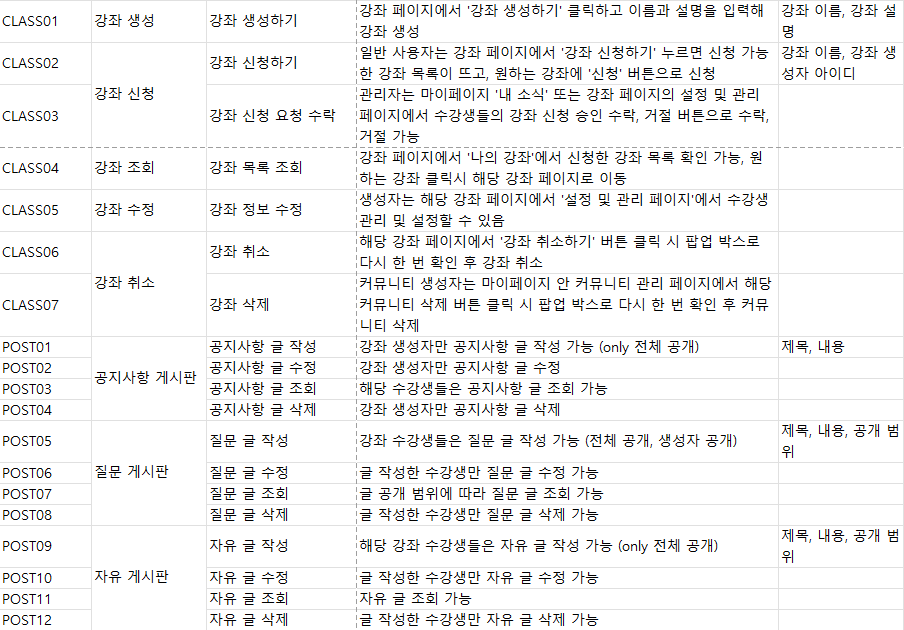 CLASS01
강좌 생성
강좌 생성하기
강좌 페이지에서 '강좌 생성하기' 클릭하고 이름과 설명을 입력해
강좌 생성
강좌 이름, 강좌 설
명
CLASS02
강좌 신청
강좌 신청하기
일반 사용자는 강좌 페이지에서 '강좌 신청하기' 누르면 신청 가능
한 강좌 목록이 뜨고, 원하는 강좌에 '신청' 버튼으로 신청
강좌 이름, 강좌 생
성자 아이디
CLASS03
강좌 신청 요청 수락
관리자는 마이페이지 '내 소식' 또는 강좌 페이지의 설정 및 관리
페이지에서 수강생들의 강좌 신청 승인 수락, 거절 버튼으로 수락,
거절 가능
CLASS04
강좌 조회
강좌 목록 조회
강좌 페이지에서 '나의 강좌'에서 신청한 강좌 목록 확인 가능, 원
하는 강좌 클릭시 해당 강좌 페이지로 이동
CLASS05
강좌 수정
강좌 정보 수정
생성자는 해당 강좌 페이지에서 '설정 및 관리 페이지'에서 수강생
관리 및 설정할 수 있음
CLASS06
강좌 취소
강좌 취소
해당 강좌 페이지에서 '강좌 취소하기' 버튼 클릭 시 팝업 박스로
다시 한 번 확인 후 강좌 취소
CLASS07
강좌 삭제
커뮤니티 생성자는 마이페이지 안 커뮤니티 관리 페이지에서 해당
커뮤니티 삭제 버튼 클릭 시 팝업 박스로 다시 한 번 확인 후 커뮤
니티 삭제
POST01
공지사항 게시판
공지사항 글 작성
강좌 생성자만 공지사항 글 작성 가능 (only 전체 공개)
제목, 내용
POST02
공지사항 글 수정
강좌 생성자만 공지사항 글 수정
POST03
공지사항 글 조회
해당 수강생들은 공지사항 글 조회 가능
POST04
공지사항 글 삭제
강좌 생성자만 공지사항 글 삭제
POST05
질문 게시판
질문 글 작성
강좌 수강생들은 질문 글 작성 가능 (전체 공개, 생성자 공개)
제목, 내용, 공개 범
위
POST06
질문 글 수정
글 작성한 수강생만 질문 글 수정 가능
POST07
질문 글 조회
글 공개 범위에 따라 질문 글 조회 가능
POST08
질문 글 삭제
글 작성한 수강생만 질문 글 삭제 가능
POST09
자유 게시판
자유 글 작성
해당 강좌 수강생들은 자유 글 작성 가능 (only 전체 공개)
제목, 내용, 공개 범
위
POST10
자유 글 수정
글 작성한 수강생만 자유 글 수정 가능
POST11
자유 글 조회
자유 글 조회 가능
POST12
자유 글 삭제
글 작성한 수강생만 자유 글 삭제 가능